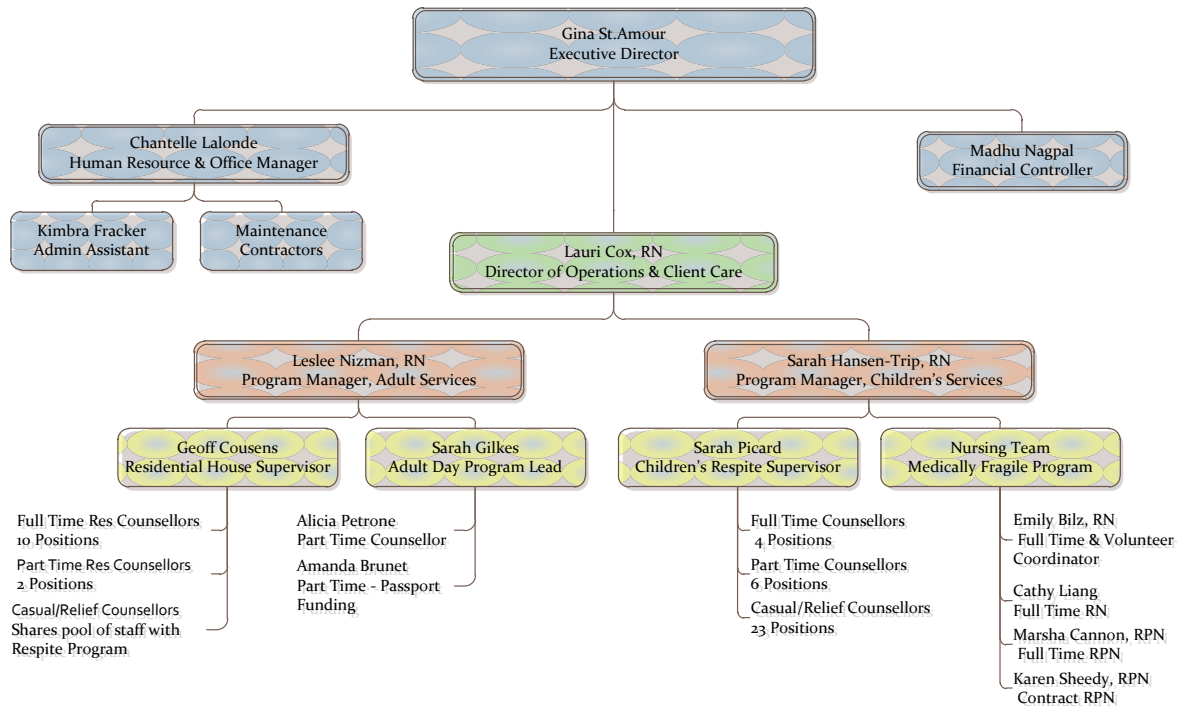 Gina St.Amour
Executive Director
Chantelle Lalonde
Human Resource & Office Manager
Madhu Nagpal
Financial Controller
Kimbra Fracker
Admin Assistant
Maintenance
Contractors
Lauri Cox, RN
Director of Operations & Client Care
Leslee Nizman, RN
Program Manager, Adult Services
Sarah Hansen-Trip, RN
Program Manager, Children's Services
Geoff Cousens
Residential House Supervisor
Sarah Gilkes
Adult Day Program Lead
Sarah Picard
Children's Respite Supervisor
Nursing Team
Medically Fragile Program
Full Time Res Counsellors
10 Positions
Part Time Res Counsellors
2 Positions
Casual/Relief Counsellors
Shares pool of staff with
Respite Program
Alicia Petrone
Part Time Counsellor
Amanda Brunet
Part Time - Passport
Funding
Full Time Counsellors
4 Positions
Part Time Counsellors
6 Positions
Casual/Relief Counsellors
23 Positions
Emily Bilz, RN
Full Time & Volunteer
Coordinator
Cathy Liang
Full Time RN
Marsha Cannon, RPN
Full Time RPN
Karen Sheedy, RPN
Contract RPN